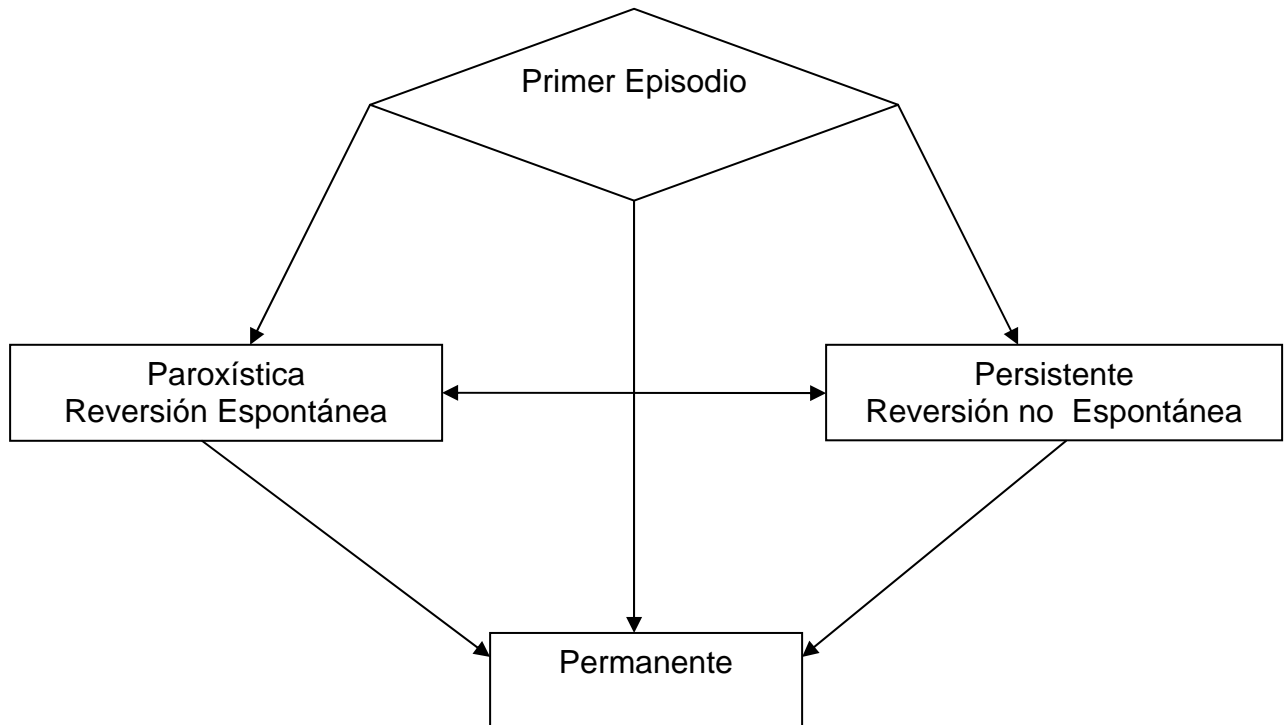 Primer Episodio
Paroxística
Reversión Espontánea
Persistente
Reversión no  Espontánea
Permanente